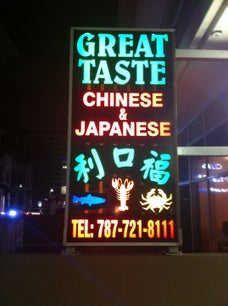 GREAT
TASTE
CHINESE
&
JAPANESE
利口福
TEL: 787-721-8111